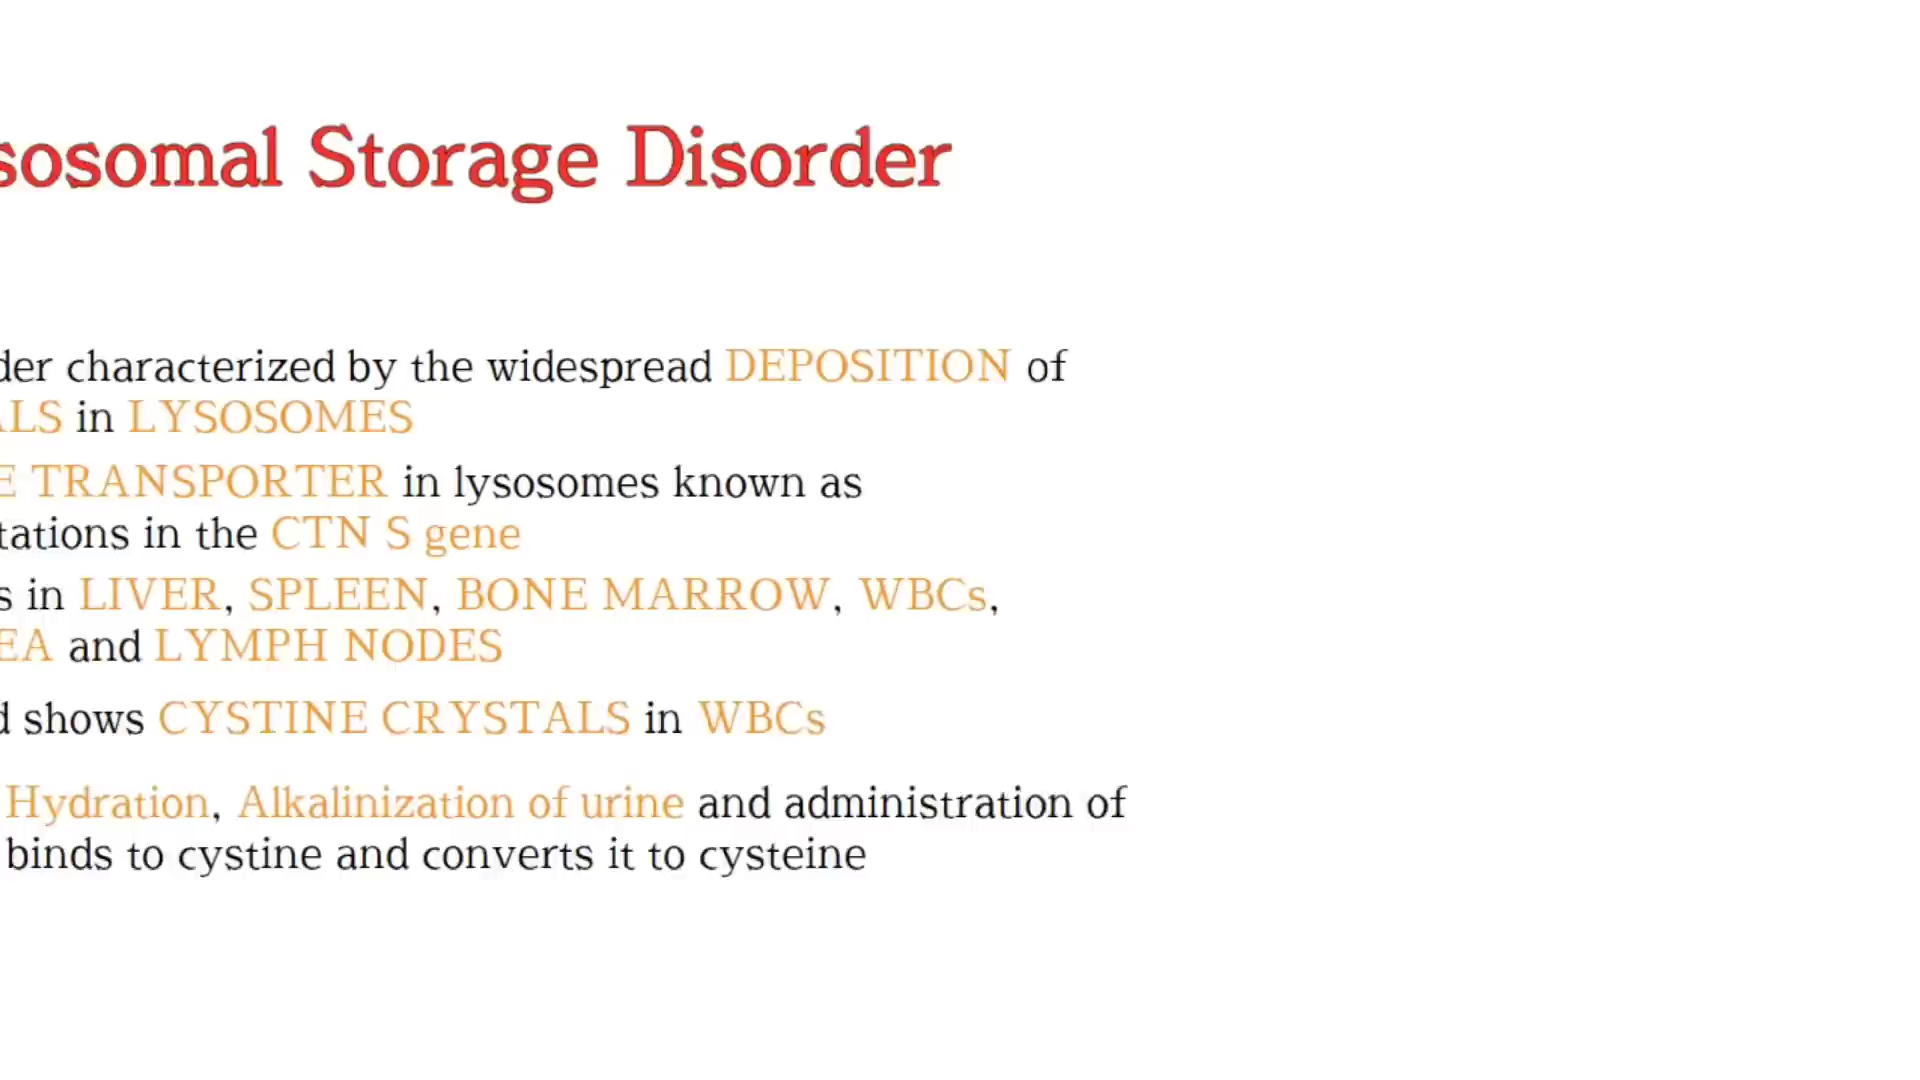 sosomal Storage Disorder
der characterized by the widespread DEPOSITION of
ALS in LYSOSOMES
E TRANSPORTER in lysosomes known as
tations in the CTN S gene
s in LIVER, SPLEEN, BONE MARROW, WBCs,
EA and LYMPH NODES
d shows CYSTINE CRYSTALS in WBCs
Hydration, Alkalinization of urine and administration of
binds to cystine and converts it to cysteine